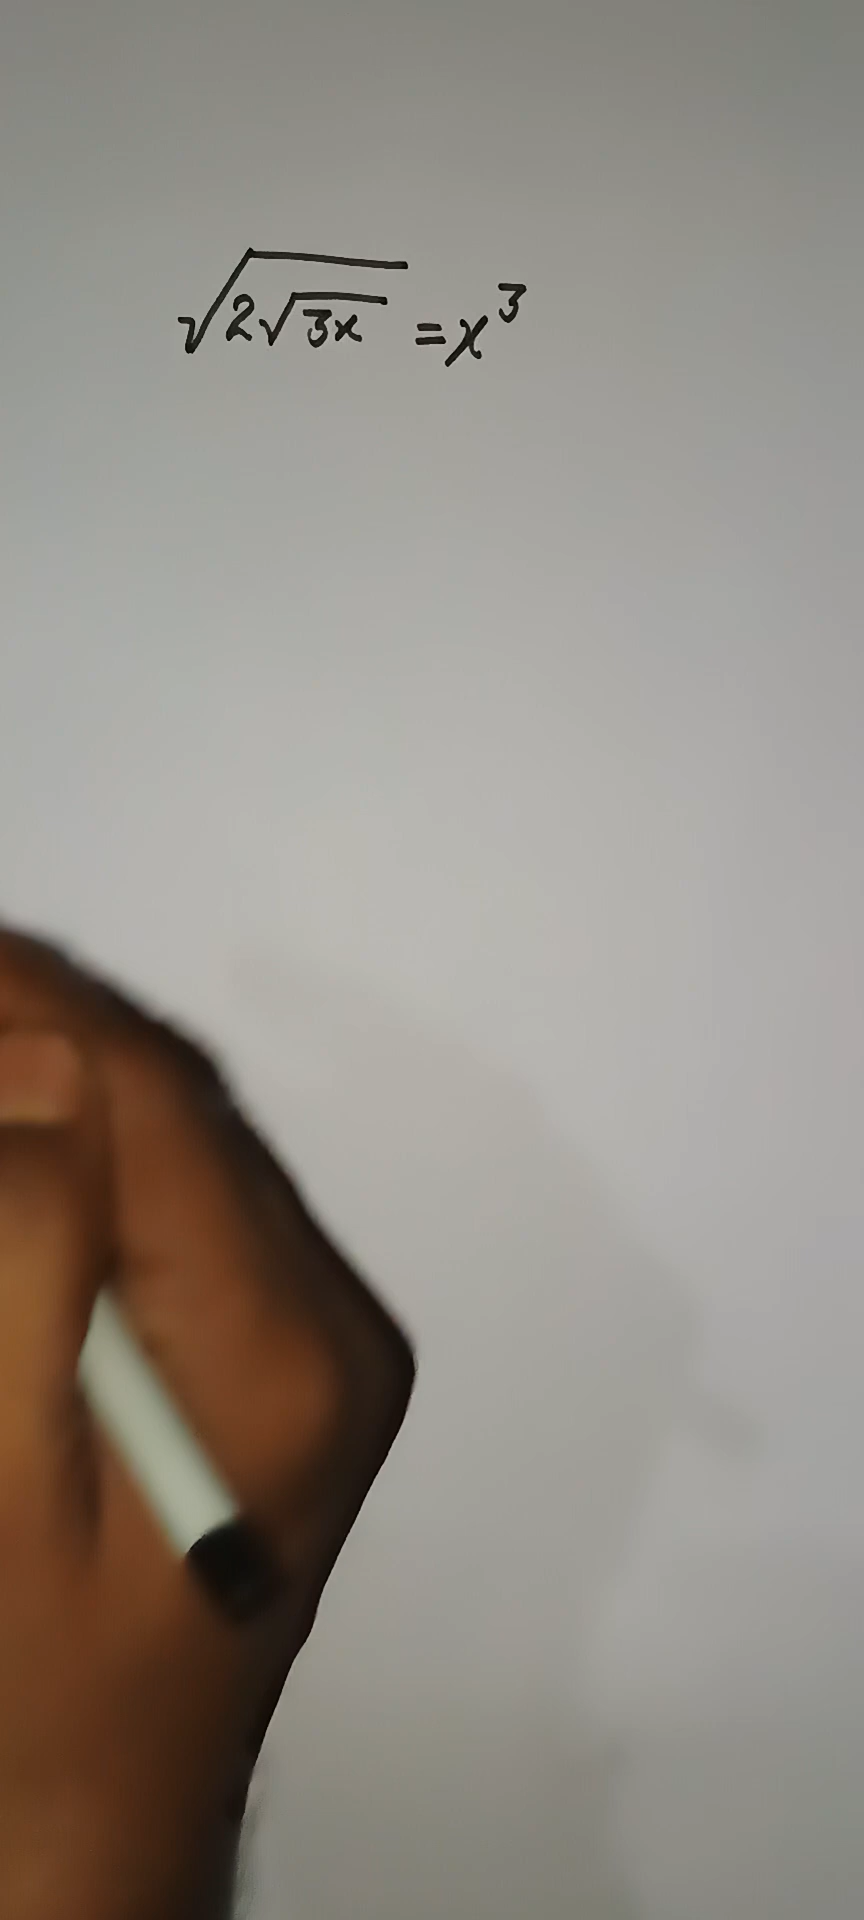 √(2√(3x)) = x³